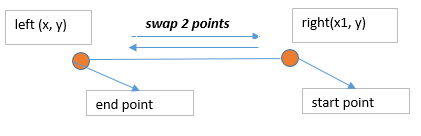 left (x, y)
swap 2 points
right(x1, y)
end point
start point